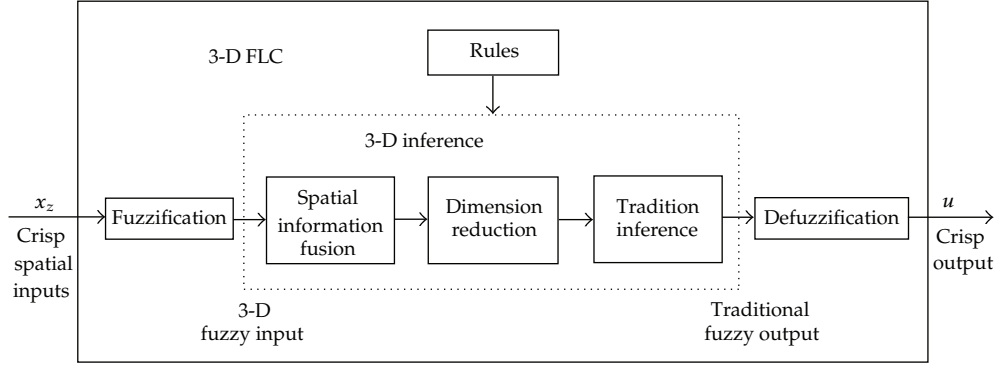 3-D FLC
Rules
3-D inference
x_z
Crisp
spatial
inputs
Fuzzification
Spatial
information
fusion
Dimension
reduction
Tradition
inference
Defuzzification
u
Crisp
output
3-D
fuzzy input
Traditional
fuzzy output